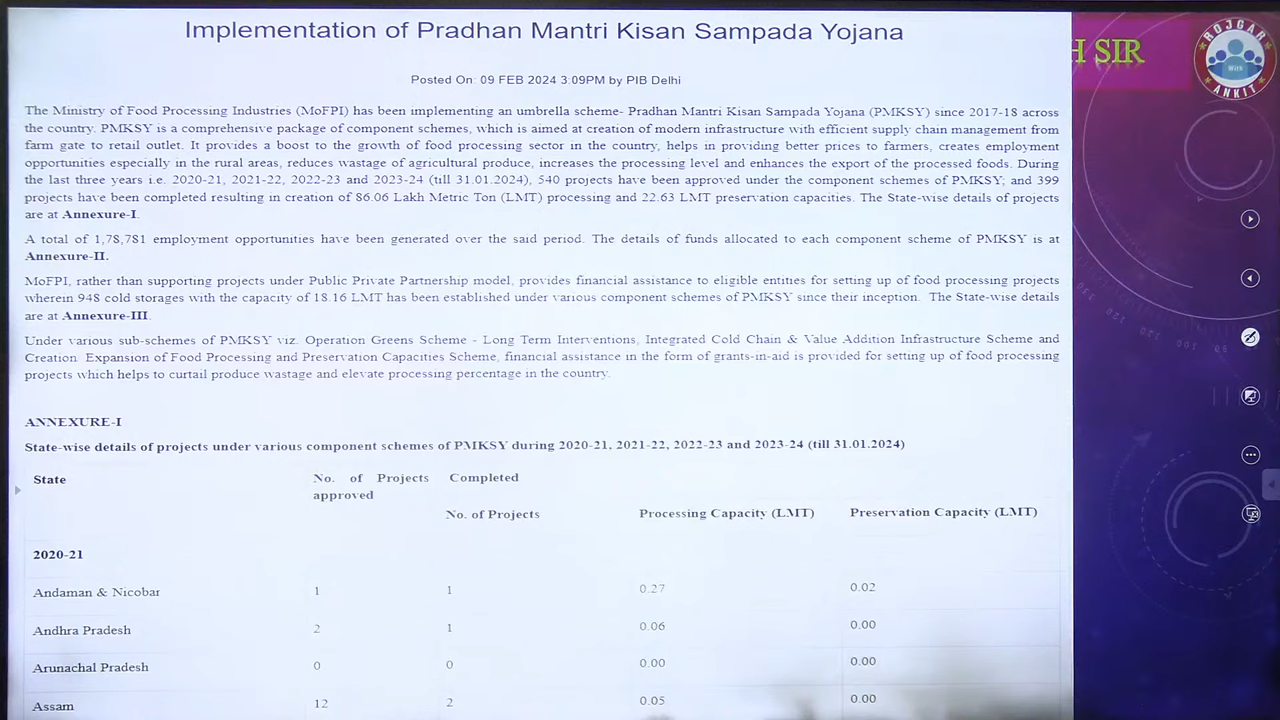 Implementation of Pradhan Mantri Kisan Sampada Yojana
Posted On: 09 FEB 2024 3:09PM by PIB Delhi
The Ministry of Food Processing Industries (MoFPI) has been implementing an umbrella scheme- Pradhan Mantri Kisan Sampada Yojana (PMKSY) since 2017-18 across
the country. PMKSY is a comprehensive package of component schemes, which is aimed at creation of modern infrastructure with efficient supply chain management from
farm gate to retail outlet. It provides a boost to the growth of food processing sector in the country, helps in providing better prices to farmers, creates employment
opportunities especially in the rural areas, reduces wastage of agricultural produce, increases the processing level and enhances the export of the processed foods. During
the last three years i.e. 2020-21, 2021-22, 2022-23 and 2023-24 (till 31.01.2024), 540 projects have been approved under the component schemes of PMKSY; and 399
projects have been completed resulting in creation of 86.06 Lakh Metric Ton (LMT) processing and 22.63 LMT preservation capacities. The State-wise details of projects
are at Annexure-I.
A total of 1,78,781 employment opportunities have been generated over the said period. The details of funds allocated to each component scheme of PMKSY is at
Annexure-II.
MoFPI, rather than supporting projects under Public Private Partnership model, provides financial assistance to eligible entities for setting up of food processing projects
wherein 948 cold storages with the capacity of 18.16 LMT has been established under various component schemes of PMKSY since their inception. The State-wise details
are at Annexure-III.
Under various sub-schemes of PMKSY viz. Operation Greens Scheme - Long Term Interventions, Integrated Cold Chain & Value Addition Infrastructure Scheme and
Creation Expansion of Food Processing and Preservation Capacities Scheme, financial assistance in the form of grants-in-aid is provided for setting up of food processing
projects which helps to curtail produce wastage and elevate processing percentage in the country.
ANNEXURE-I
State-wise details of projects under various component schemes of PMKSY during 2020-21, 2021-22, 2022-23 and 2023-24 (till 31.01.2024)
State No. of Projects approved Completed
No. of Projects Processing Capacity (LMT) Preservation Capacity (LMT)
2020-21
Andaman & Nicobar 1 1 0.27 0.02
Andhra Pradesh 2 1 0.06 0.00
Arunachal Pradesh 0 0 0.00 0.00
Assam 12 2 0.05 0.00
H SIR
ROJGAR
With
ANKIT